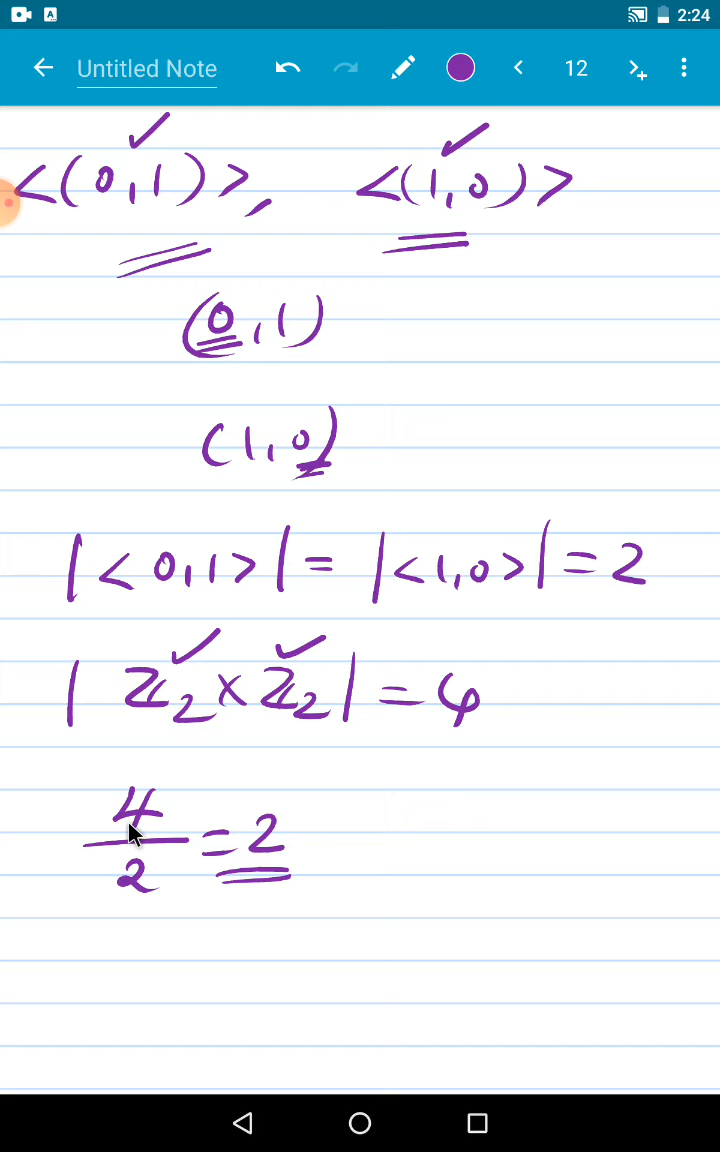 A 2:24
Untitled Note 12
<(0,1)>, <(1,0)>
(0,1)
(1,0)
|<0,1>| = |<1,0>| = 2
|ℤ₂×ℤ₂| = 4
4/2 = 2